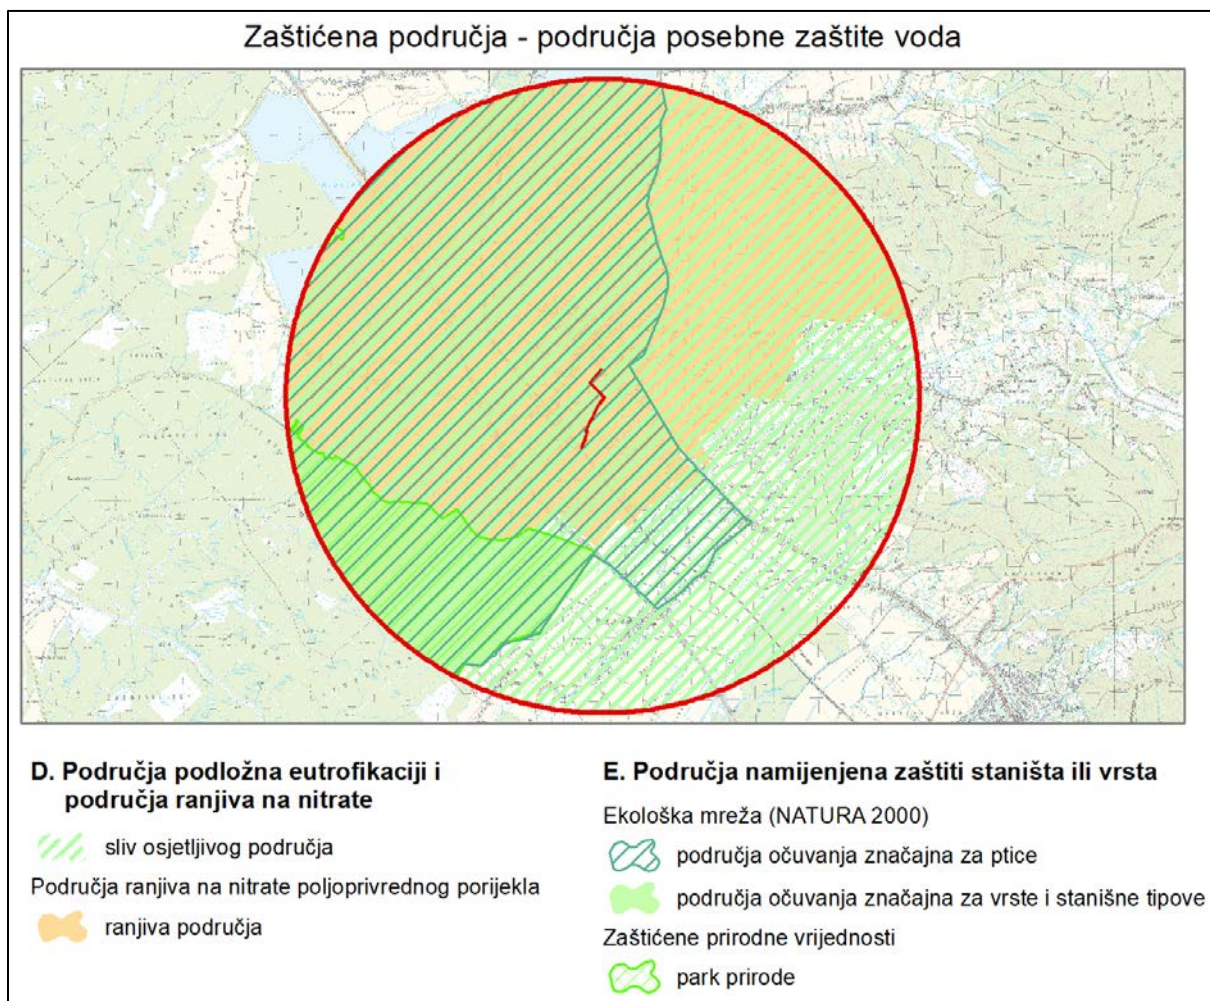 Zaštićena područja - područja posebne zaštite voda
D. Područja podložna eutrofikaciji i
područja ranjiva na nitrate
sliv osjetljivog područja
Područja ranjiva na nitrate poljoprivrednog porijekla
ranjiva područja
E. Područja namijenjena zaštiti staništa ili vrsta
Ekološka mreža (NATURA 2000)
područja očuvanja značajna za ptice
područja očuvanja značajna za vrste i stanišne tipove
Zaštićene prirodne vrijednosti
park prirode